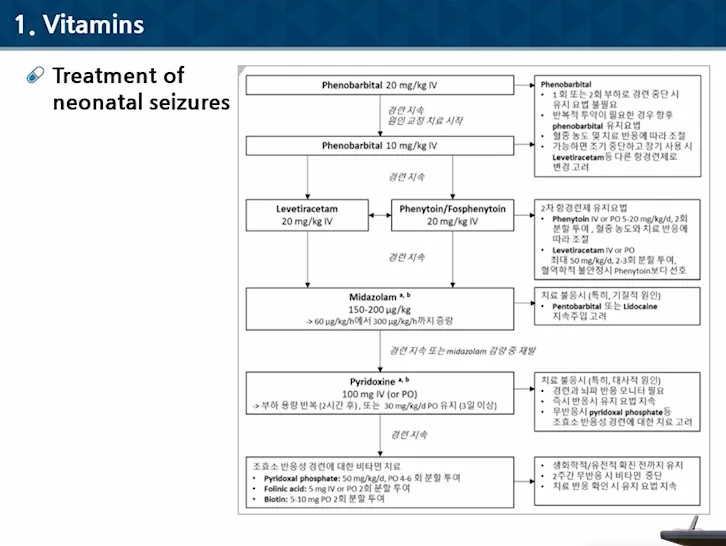 1. Vitamins
Treatment of
neonatal seizures
Phenobarbital 20 mg/kg IV
경련 지속
원인 교정 치료 시작
Phenobarbital 10 mg/kg IV
Phenobarbital
• 1회 또는 2회 부하로 경련 중단 시
유지 요법 불필요
• 반복적 투약이 필요한 경우 향후
phenobarbital 유지요법
• 혈중 농도 및 치료 반응에 따라 조절
• 가능하면 조기 중단하고 장기 사용 시
Levetiracetam등 다른 항경련제로
변경 고려
경련 지속
Levetiracetam
20 mg/kg IV
Phenytoin/Fosphenytoin
20 mg/kg IV
2차 항경련제 유지요법
• Phenytoin IV or PO 5-20 mg/kg/d, 2회
분할 투여, 혈중 농도와 치료 반응에
따라 조절
• Levetiracetam IV or PO
최대 50 mg/kg/d, 2-3회 분할 투여,
혈역학적 불안정시 Phenytoin보다 선호
경련 지속
Midazolam a, b
150-200 μg/kg
-> 60 μg/kg/h에서 300 μg/kg/h까지 증량
치료 불응시 (특히, 기질적 원인)
• Pentobarbital 또는 Lidocaine
지속주입 고려
경련 지속 또는 midazolam 감량 중 재발
Pyridoxine a, b
100 mg IV (or PO)
-> 부하 용량 반복 (2시간 후), 또는 30 mg/kg/d PO 유지 (3일 이상)
치료 불응시 (특히, 대사적 원인)
• 경련과 뇌파 반응 모니터 필요
• 즉시 반응시 유지 요법 지속
• 무반응시 pyridoxal phosphate등
조효소 반응성 경련에 대한 치료 고려
경련 지속
조효소 반응성 경련에 대한 비타민 치료
• Pyridoxal phosphate: 50 mg/kg/d, PO 4-6 회 분할 투여
• Folinic acid: 5 mg IV or PO 2회 분할 투여
• Biotin: 5-10 mg PO 2회 분할 투여
• 생화학적/유전적 확진 전까지 유지
• 2주간 무반응 시 비타민 중단
• 치료 반응 확인 시 유지 요법 지속